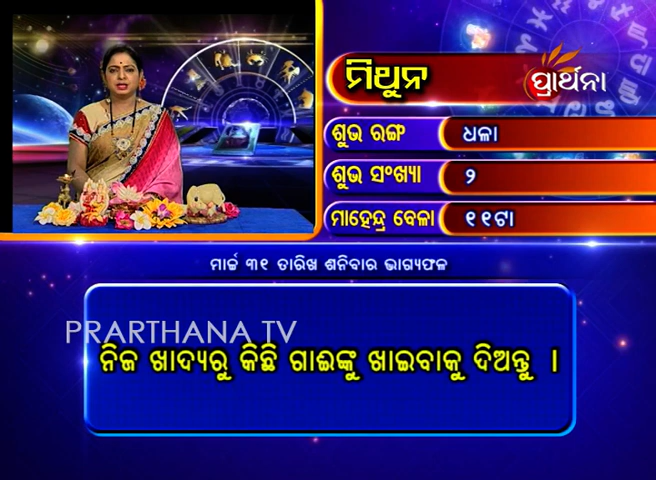 ମିଥୁନ
ପ୍ରାର୍ଥନା
ଶୁଭ ରଙ୍ଗ ଧଳା
ଶୁଭ ସଂଖ୍ୟା ୨
ମାହେନ୍ଦ୍ର ବେଳା ୧୧ଟା
ମାର୍ଚ୍ଚ ୩୧ ତାରିଖ ଶନିବାର ଭାଗ୍ୟଫଳ
PRARTHANA TV
ନିଜ ଖାଦ୍ୟରୁ କିଛି ଗାଈଙ୍କୁ ଖାଇବାକୁ ଦିଅନ୍ତୁ ।